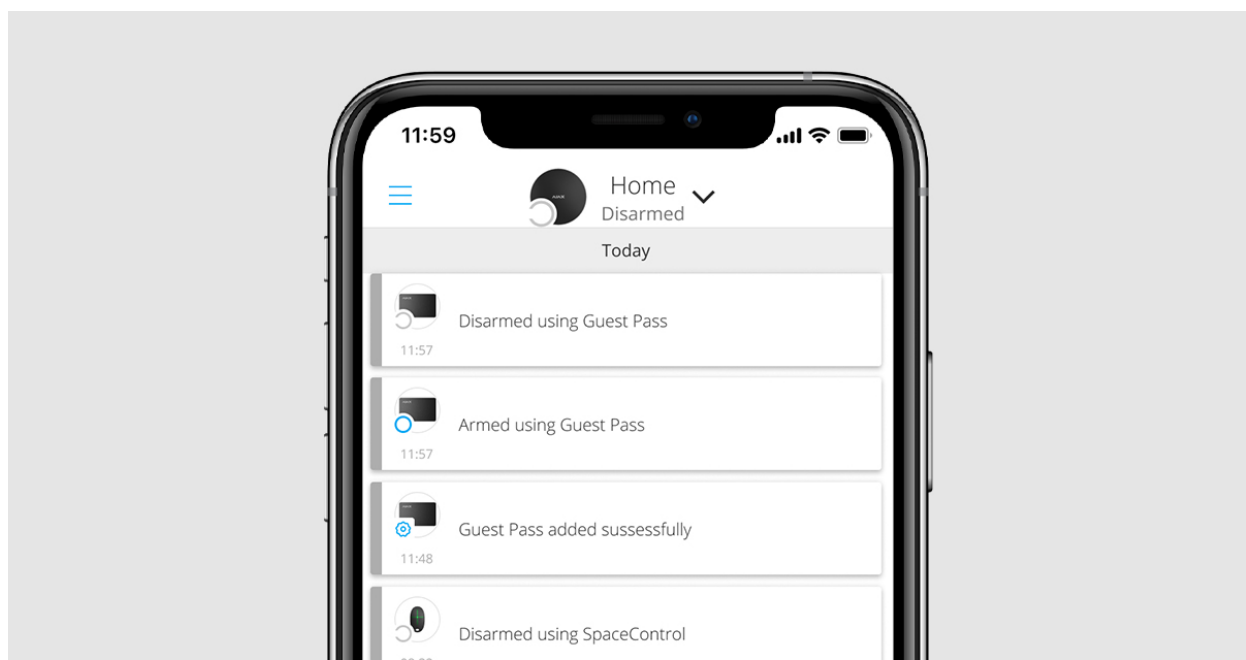 11:59
Home
Disarmed
Today
Disarmed using Guest Pass
11:57
Armed using Guest Pass
11:57
Guest Pass added sussessfully
11:48
Disarmed using SpaceControl